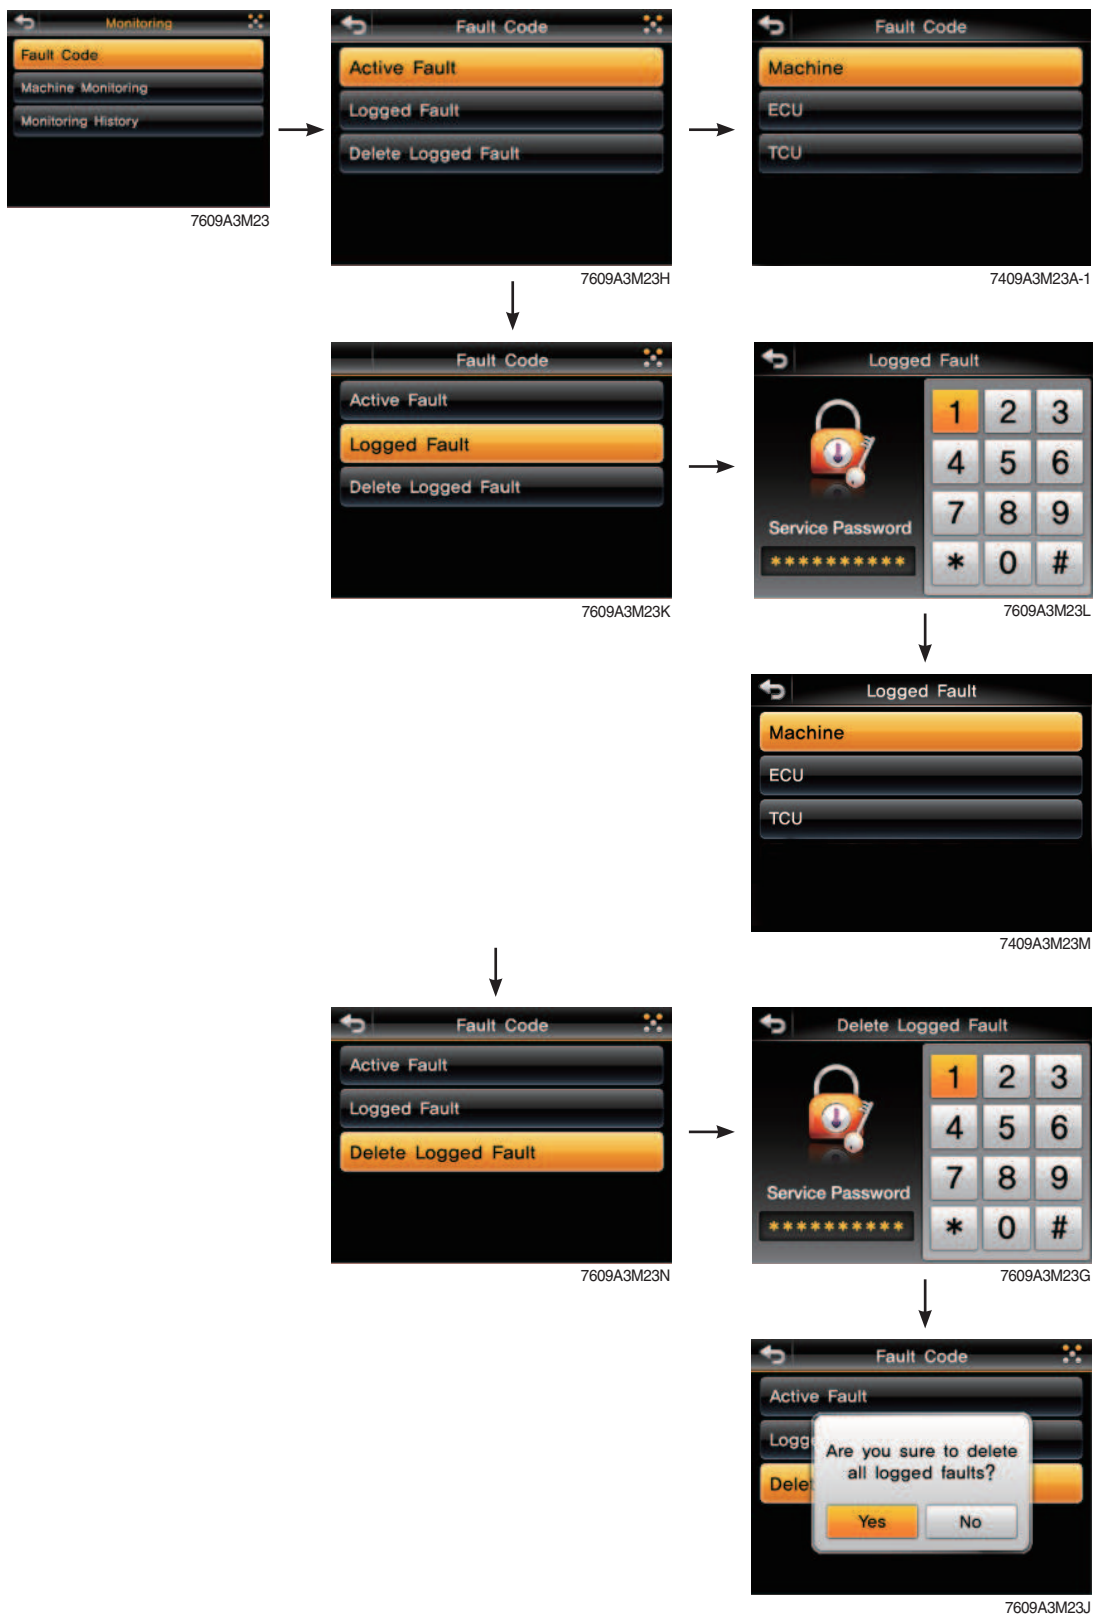 Monitoring
Fault Code
Machine Monitoring
Monitoring History
7609A3M23
Fault Code
Active Fault
Logged Fault
Delete Logged Fault
7609A3M23H
Fault Code
Machine
ECU
TCU
7409A3M23A-1
Fault Code
Active Fault
Logged Fault
Delete Logged Fault
7609A3M23K
Logged Fault
1 2 3
4 5 6
7 8 9
* 0 #
Service Password
**********
7609A3M23L
Logged Fault
Machine
ECU
TCU
7409A3M23M
Fault Code
Active Fault
Logged Fault
Delete Logged Fault
7609A3M23N
Delete Logged Fault
1 2 3
4 5 6
7 8 9
* 0 #
Service Password
**********
7609A3M23G
Fault Code
Active Fault
Logg
Delet
Are you sure to delete
all logged faults?
Yes No
7609A3M23J